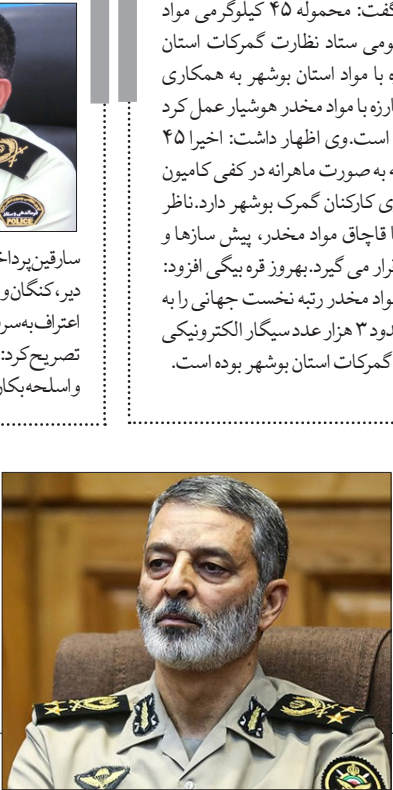 گفت: محموله ۴۵ کیلوگرمی مواد
ومی ستاد نظارت گمرکات استان
ه با مواد استان بوشهر به همکاری
ارزه با مواد مخدر هوشیار عمل کرد
است.وی اظهار داشت: اخیرا ۴۵
ه به صورت ماهرانه در کفی کامیون
ی کارکنان گمرک بوشهر دارد.ناظر
ا قاچاق مواد مخدر، پیش سازها و
رار می گیرد.بهروز قره بیگی افزود:
واد مخدر رتبه نخست جهانی را به
دود ۳ هزار عدد سیگار الکترونیکی
گمرکات استان بوشهر بوده است.
POLICE
سارقین پرداخ
دیر، کنگان و
اعتراف به سر
تصریح کرد:
و اسلحه بکار